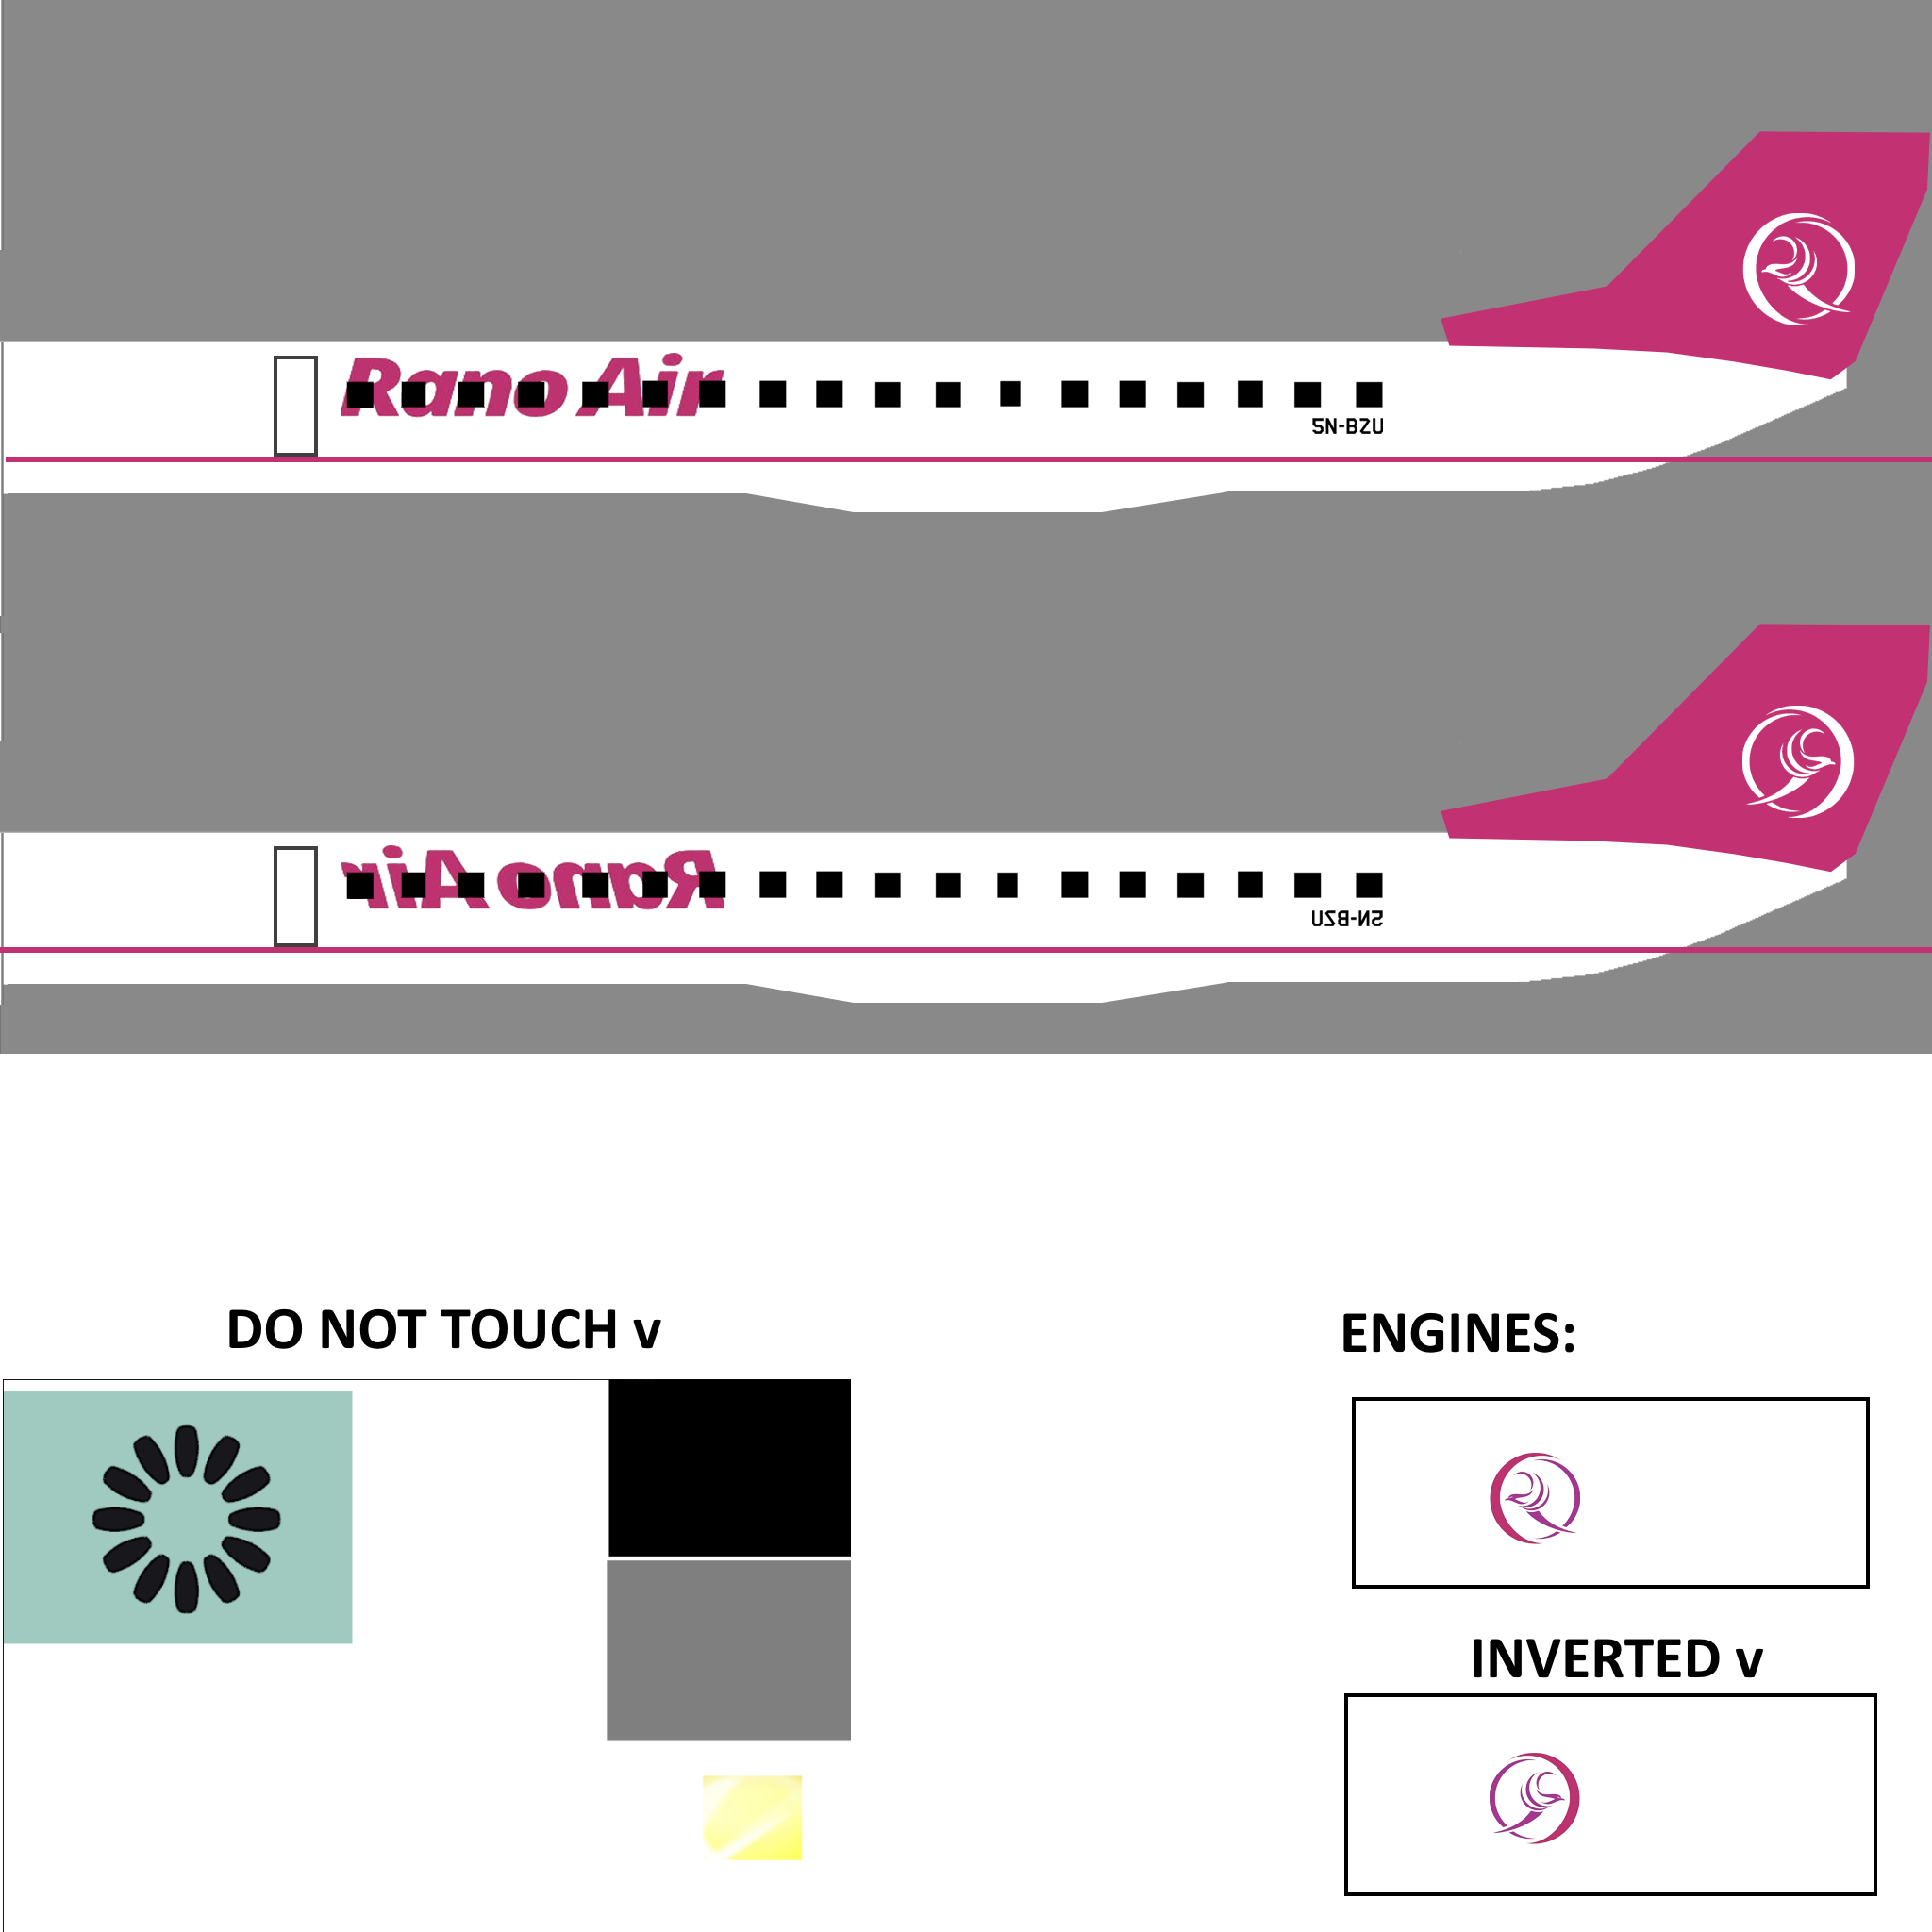 Rano Air
5N-BZU
Rano Air
5N-BZU
DO NOT TOUCH v
ENGINES:
INVERTED v